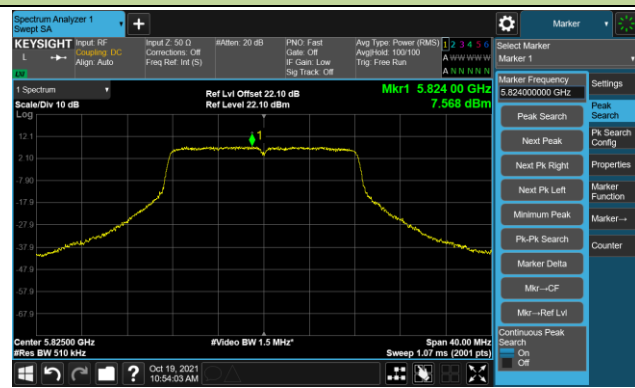 Spectrum Analyzer 1
Swept SA
+
Marker
KEYSIGHT
L
LW
Input: RF
Coupling: DC
Align: Auto
Input Z: 50 Ω
Corrections: Off
Freq Ref: Int (S)
#Atten: 20 dB
PNO: Fast
Gate: Off
IF Gain: Low
Sig Track: Off
Avg Type: Power (RMS)
Avg|Hold: 100/100
Trig: Free Run
1 2 3 4 5 6
A W W W W W
A N N N N N
Select Marker
Marker 1
1 Spectrum
Scale/Div 10 dB
Log
Ref Lvl Offset 22.10 dB
Ref Level 22.10 dBm
Mkr1 5.824 00 GHz
7.568 dBm
1
12.1
2.10
-7.90
-17.9
-27.9
-37.9
-47.9
-57.9
-67.9
Center 5.82500 GHz
#Res BW 510 kHz
#Video BW 1.5 MHz*
Span 40.00 MHz
Sweep 1.07 ms (2001 pts)
Marker Frequency
5.824000000 GHz
Peak Search
Next Peak
Next Pk Right
Next Pk Left
Minimum Peak
Pk-Pk Search
Marker Delta
Mkr→CF
Mkr→Ref Lvl
Continuous Peak
Search
On
Off
Settings
Peak
Search
Pk Search
Config
Properties
Marker
Function
Marker→
Counter
?
Oct 19, 2021
10:54:03 AM